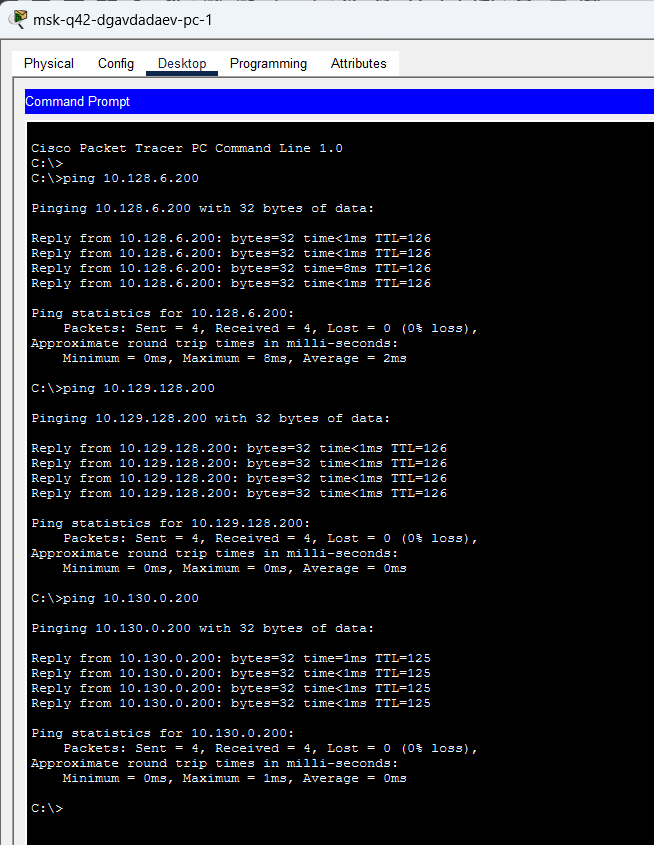 msk-q42-dgavdadaev-pc-1
Physical Config Desktop Programming Attributes
Command Prompt
Cisco Packet Tracer PC Command Line 1.0
C:\>
C:\>ping 10.128.6.200
Pinging 10.128.6.200 with 32 bytes of data:
Reply from 10.128.6.200: bytes=32 time<1ms TTL=126
Reply from 10.128.6.200: bytes=32 time<1ms TTL=126
Reply from 10.128.6.200: bytes=32 time=8ms TTL=126
Reply from 10.128.6.200: bytes=32 time<1ms TTL=126
Ping statistics for 10.128.6.200:
    Packets: Sent = 4, Received = 4, Lost = 0 (0% loss),
Approximate round trip times in milli-seconds:
    Minimum = 0ms, Maximum = 8ms, Average = 2ms
C:\>ping 10.129.128.200
Pinging 10.129.128.200 with 32 bytes of data:
Reply from 10.129.128.200: bytes=32 time<1ms TTL=126
Reply from 10.129.128.200: bytes=32 time<1ms TTL=126
Reply from 10.129.128.200: bytes=32 time<1ms TTL=126
Reply from 10.129.128.200: bytes=32 time<1ms TTL=126
Ping statistics for 10.129.128.200:
    Packets: Sent = 4, Received = 4, Lost = 0 (0% loss),
Approximate round trip times in milli-seconds:
    Minimum = 0ms, Maximum = 0ms, Average = 0ms
C:\>ping 10.130.0.200
Pinging 10.130.0.200 with 32 bytes of data:
Reply from 10.130.0.200: bytes=32 time=1ms TTL=125
Reply from 10.130.0.200: bytes=32 time<1ms TTL=125
Reply from 10.130.0.200: bytes=32 time<1ms TTL=125
Reply from 10.130.0.200: bytes=32 time<1ms TTL=125
Ping statistics for 10.130.0.200:
    Packets: Sent = 4, Received = 4, Lost = 0 (0% loss),
Approximate round trip times in milli-seconds:
    Minimum = 0ms, Maximum = 1ms, Average = 0ms
C:\>